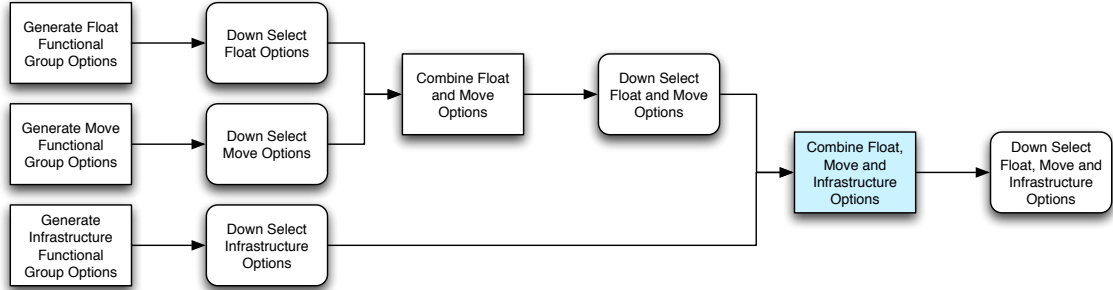 Generate Float
Functional
Group Options
Down Select
Float Options
Generate Move
Functional
Group Options
Down Select
Move Options
Generate
Infrastructure
Functional
Group Options
Down Select
Infrastructure
Options
Combine Float
and Move
Options
Down Select
Float and Move
Options
Combine Float,
Move and
Infrastructure
Options
Down Select
Float, Move and
Infrastructure
Options